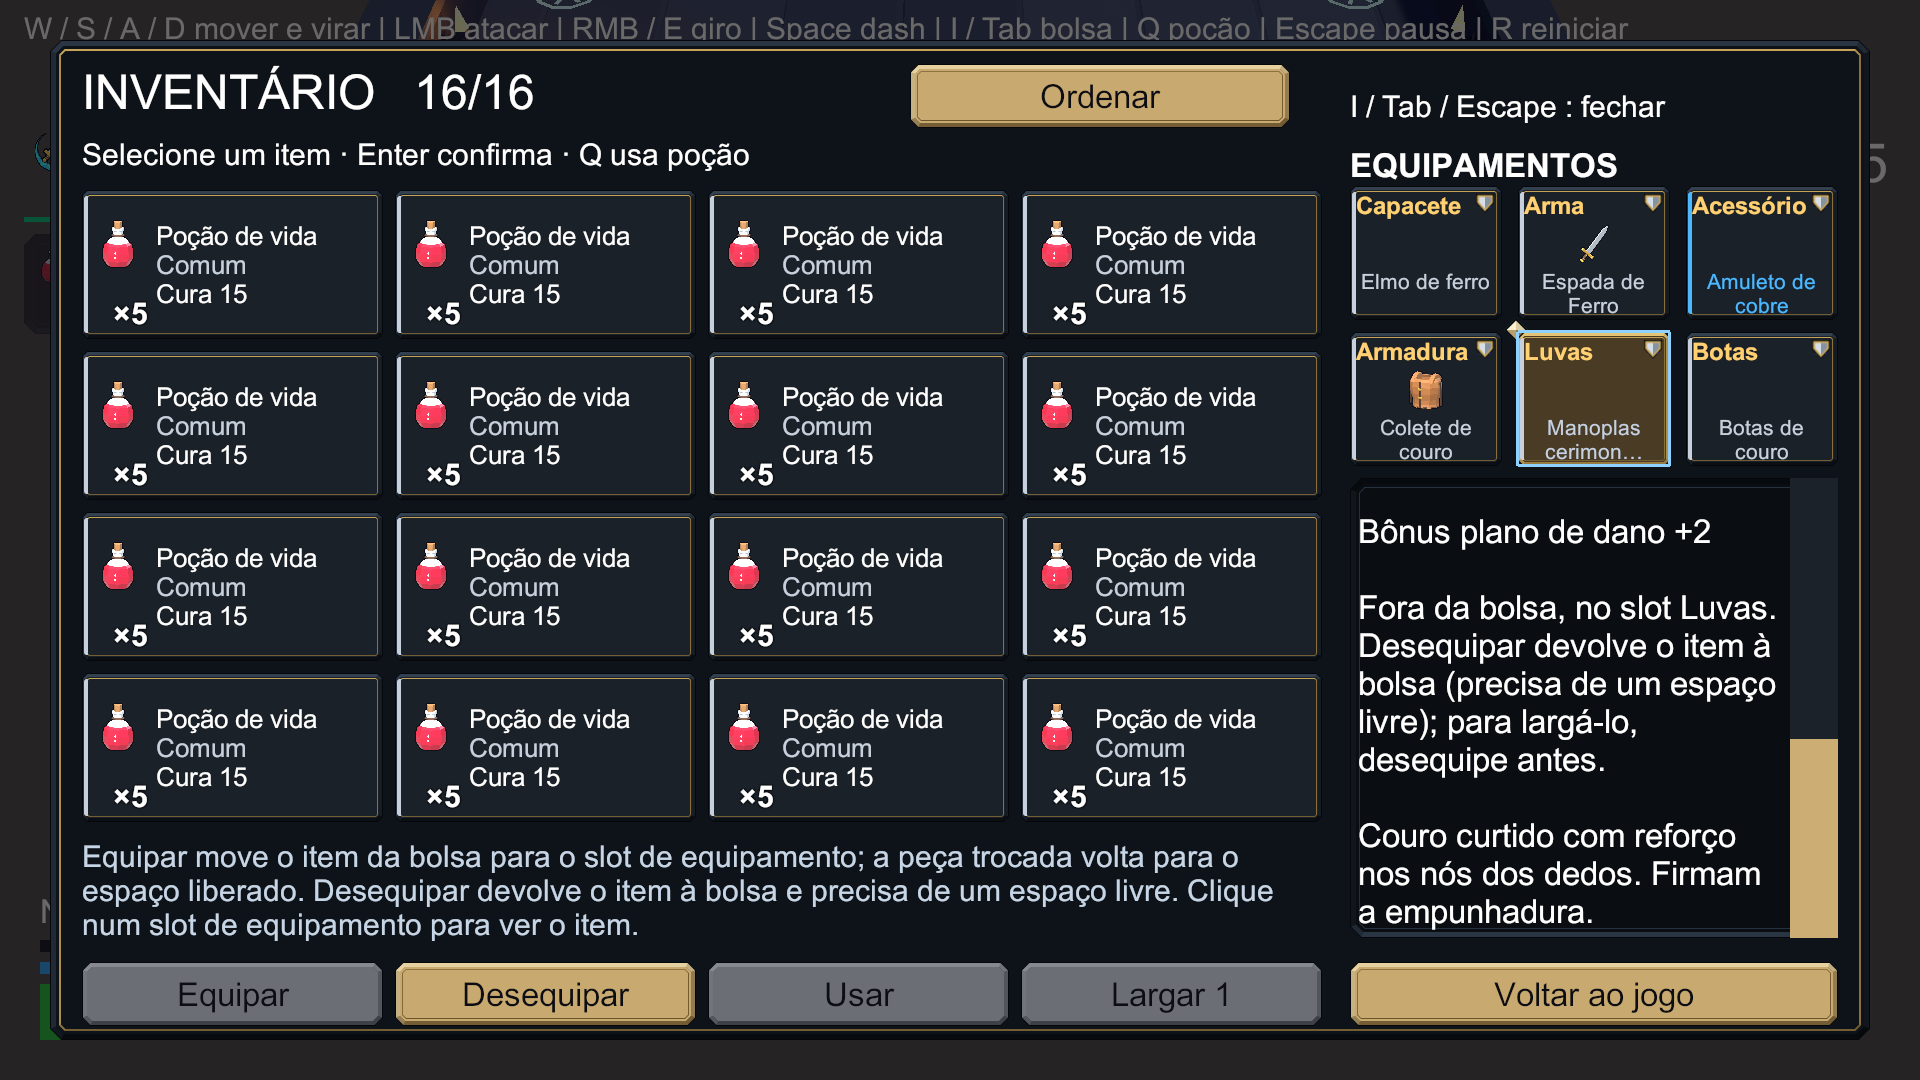 W / S / A / D mover e virar | LMB atacar | RMB / E giro | Space dash | I / Tab bolsa | Q poção | Escape pausa | R reiniciar
INVENTÁRIO 16/16
Ordenar
I / Tab / Escape : fechar
Selecione um item · Enter confirma · Q usa poção
EQUIPAMENTOS
5
Poção de vida
Comum
Cura 15
×5
Poção de vida
Comum
Cura 15
×5
Poção de vida
Comum
Cura 15
×5
Poção de vida
Comum
Cura 15
×5
Poção de vida
Comum
Cura 15
×5
Poção de vida
Comum
Cura 15
×5
Poção de vida
Comum
Cura 15
×5
Poção de vida
Comum
Cura 15
×5
Poção de vida
Comum
Cura 15
×5
Poção de vida
Comum
Cura 15
×5
Poção de vida
Comum
Cura 15
×5
Poção de vida
Comum
Cura 15
×5
Poção de vida
Comum
Cura 15
×5
Poção de vida
Comum
Cura 15
×5
Poção de vida
Comum
Cura 15
×5
Poção de vida
Comum
Cura 15
×5
Capacete
Elmo de ferro
Arma
Espada de
Ferro
Acessório
Amuleto de
cobre
Armadura
Colete de
couro
Luvas
Manoplas
cerimon...
Botas
Botas de
couro
Bônus plano de dano +2
Fora da bolsa, no slot Luvas.
Desequipar devolve o item à
bolsa (precisa de um espaço
livre); para largá-lo,
desequipe antes.
Couro curtido com reforço
nos nós dos dedos. Firmam
a empunhadura.
Equipar move o item da bolsa para o slot de equipamento; a peça trocada volta para o
espaço liberado. Desequipar devolve o item à bolsa e precisa de um espaço livre. Clique
num slot de equipamento para ver o item.
Equipar
Desequipar
Usar
Largar 1
Voltar ao jogo